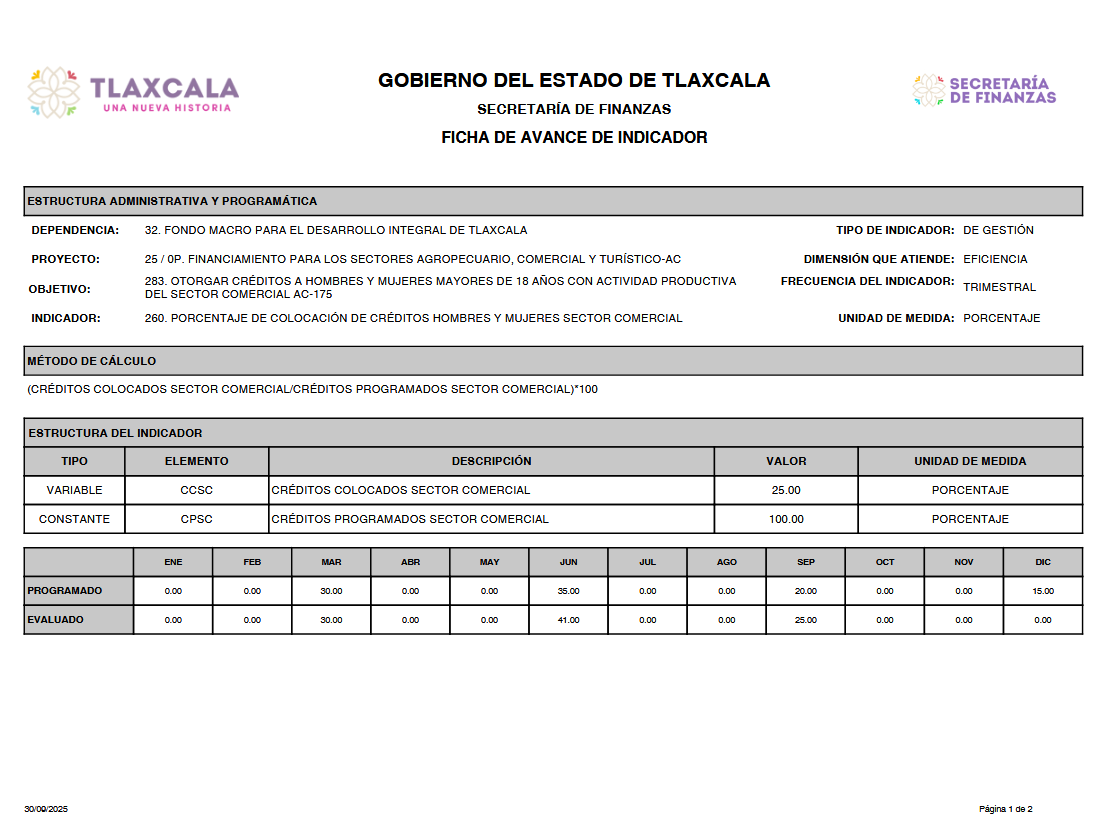 TLAXCALA
UNA NUEVA HISTORIA
GOBIERNO DEL ESTADO DE TLAXCALA
SECRETARÍA DE FINANZAS
FICHA DE AVANCE DE INDICADOR
SECRETARÍA
DE FINANZAS
ESTRUCTURA ADMINISTRATIVA Y PROGRAMÁTICA
DEPENDENCIA: 32. FONDO MACRO PARA EL DESARROLLO INTEGRAL DE TLAXCALA TIPO DE INDICADOR: DE GESTIÓN
PROYECTO: 25 / 0P. FINANCIAMIENTO PARA LOS SECTORES AGROPECUARIO, COMERCIAL Y TURÍSTICO-AC DIMENSIÓN QUE ATIENDE: EFICIENCIA
OBJETIVO: 283. OTORGAR CRÉDITOS A HOMBRES Y MUJERES MAYORES DE 18 AÑOS CON ACTIVIDAD PRODUCTIVA
DEL SECTOR COMERCIAL AC-175
FRECUENCIA DEL INDICADOR: TRIMESTRAL
INDICADOR: 260. PORCENTAJE DE COLOCACIÓN DE CRÉDITOS HOMBRES Y MUJERES SECTOR COMERCIAL UNIDAD DE MEDIDA: PORCENTAJE
MÉTODO DE CÁLCULO
(CRÉDITOS COLOCADOS SECTOR COMERCIAL/CRÉDITOS PROGRAMADOS SECTOR COMERCIAL)*100
ESTRUCTURA DEL INDICADOR
TIPO ELEMENTO DESCRIPCIÓN VALOR UNIDAD DE MEDIDA
VARIABLE CCSC CRÉDITOS COLOCADOS SECTOR COMERCIAL 25.00 PORCENTAJE
CONSTANTE CPSC CRÉDITOS PROGRAMADOS SECTOR COMERCIAL 100.00 PORCENTAJE
ENE FEB MAR ABR MAY JUN JUL AGO SEP OCT NOV DIC
PROGRAMADO 0.00 0.00 30.00 0.00 0.00 35.00 0.00 0.00 20.00 0.00 0.00 15.00
EVALUADO 0.00 0.00 30.00 0.00 0.00 41.00 0.00 0.00 25.00 0.00 0.00 0.00
30/09/2025 Página 1 de 2